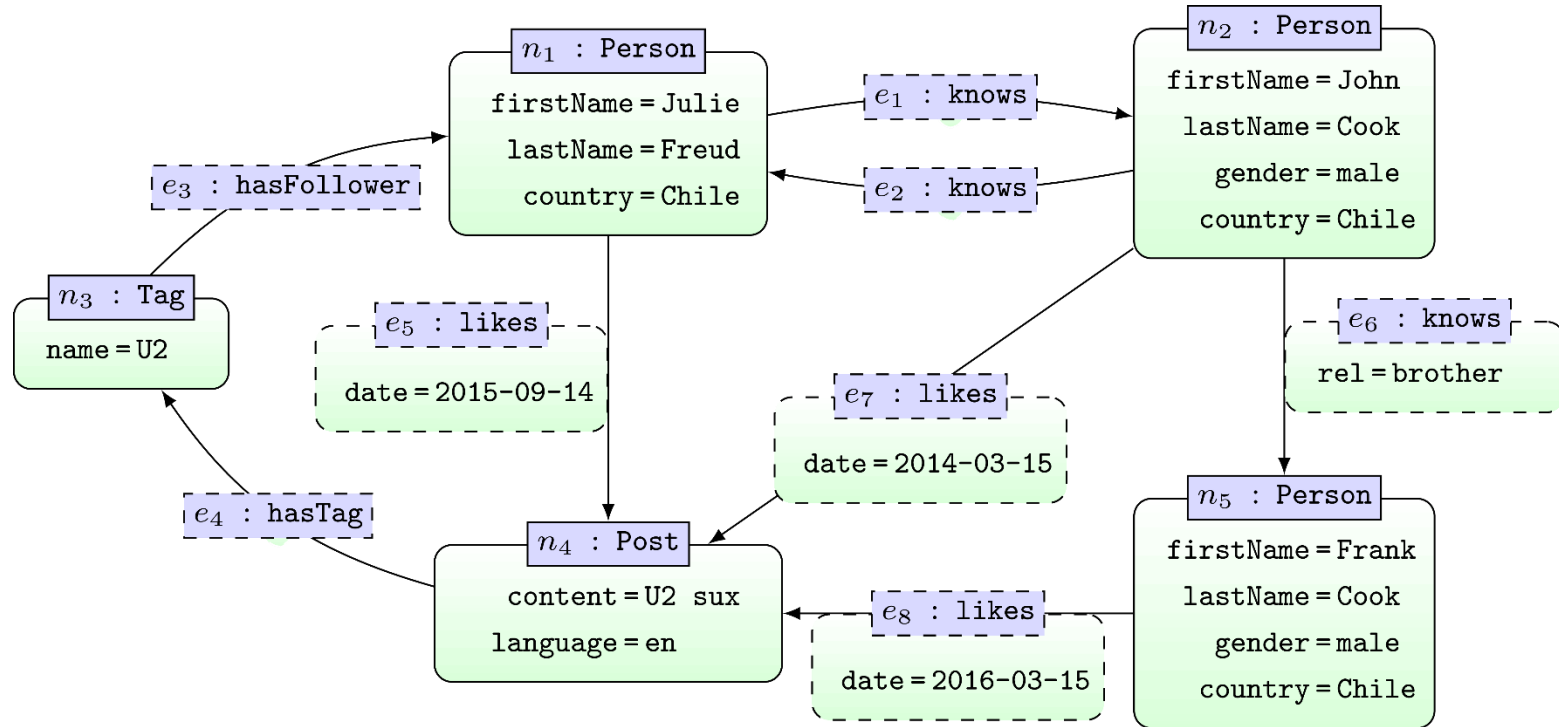 n₁ : Person
firstName = Julie
lastName = Freud
country = Chile
e₁ : knows
e₂ : knows
n₂ : Person
firstName = John
lastName = Cook
gender = male
country = Chile
e₃ : hasFollower
n₃ : Tag
name = U2
e₅ : likes
date = 2015-09-14
e₇ : likes
date = 2014-03-15
e₆ : knows
rel = brother
e₄ : hasTag
n₄ : Post
content = U2 sux
language = en
e₈ : likes
date = 2016-03-15
n₅ : Person
firstName = Frank
lastName = Cook
gender = male
country = Chile